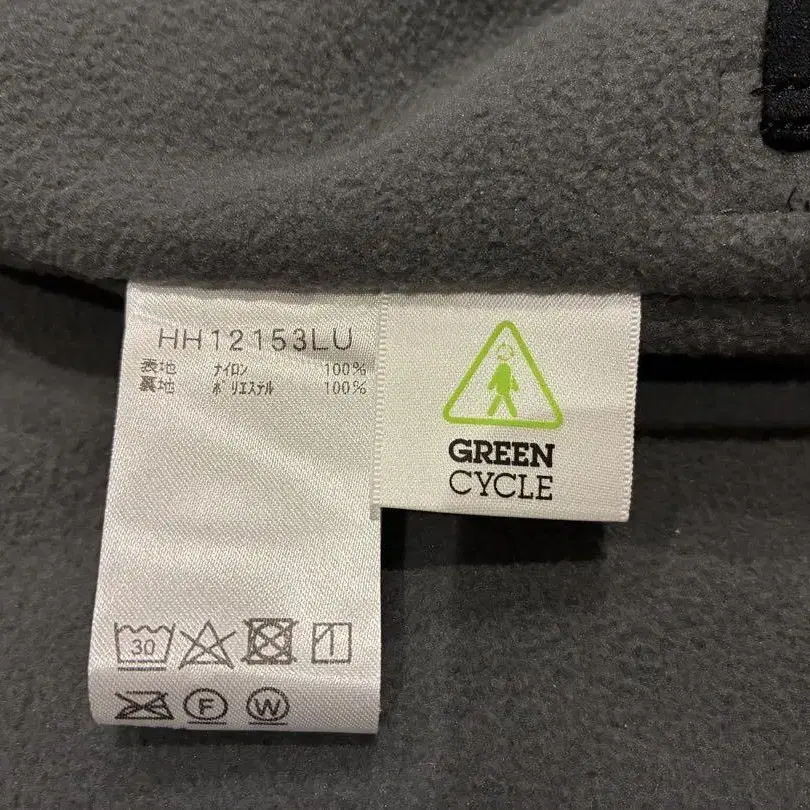 HH12153LU
表地 ナイロン 100%
裏地 ポリエステル 100%
GREEN
CYCLE
30
F W